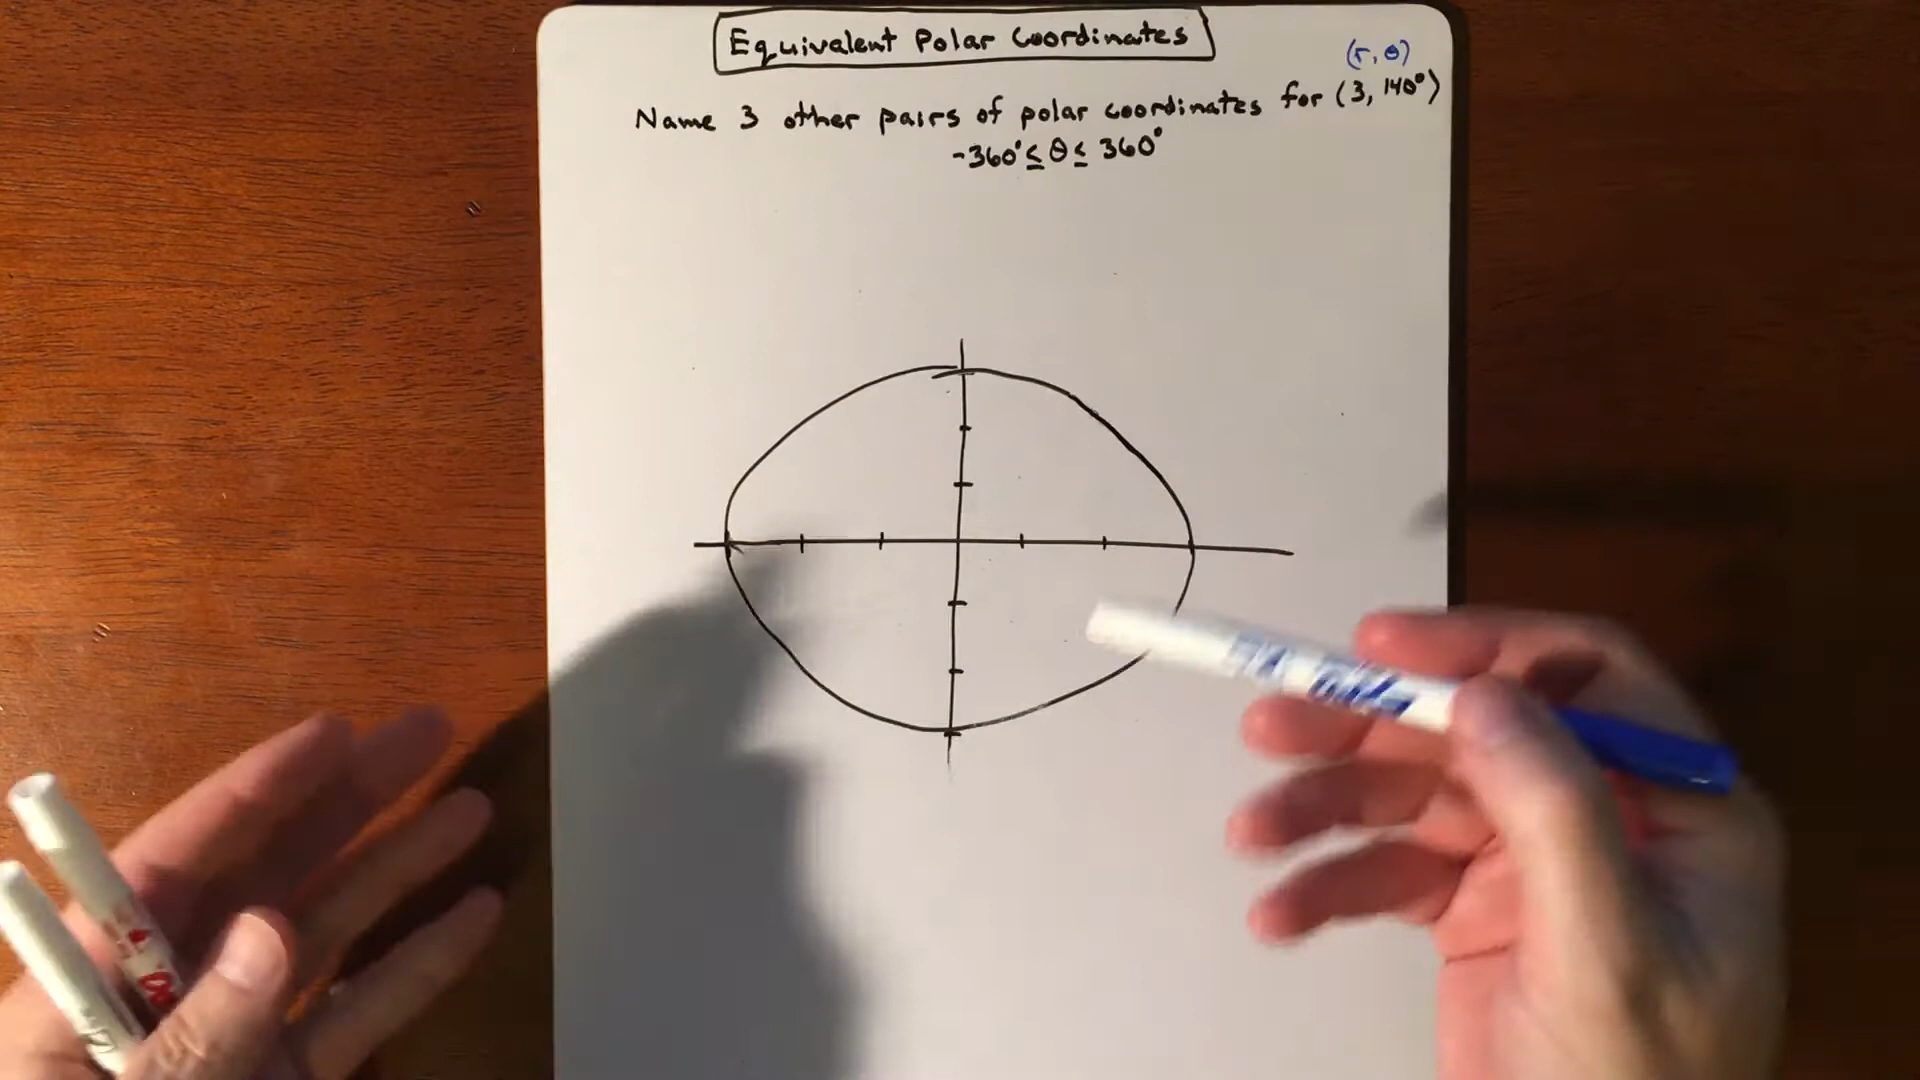 Equivalent Polar Coordinates
(r, θ)
Name 3 other pairs of polar coordinates for (3, 140°)
-360° ≤ θ ≤ 360°